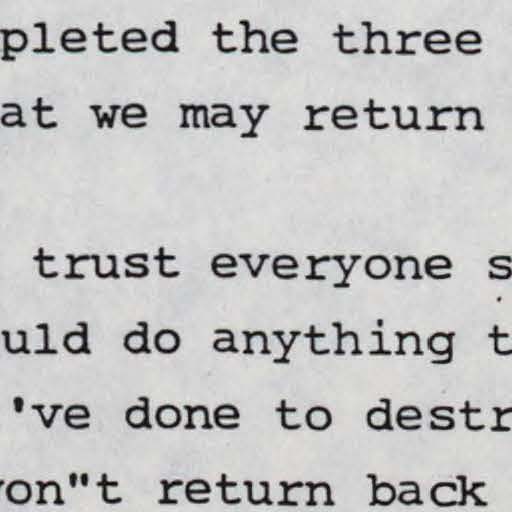 pleted the three
at we may return
trust everyone s
uld do anything t
've done to destr
on"t return back